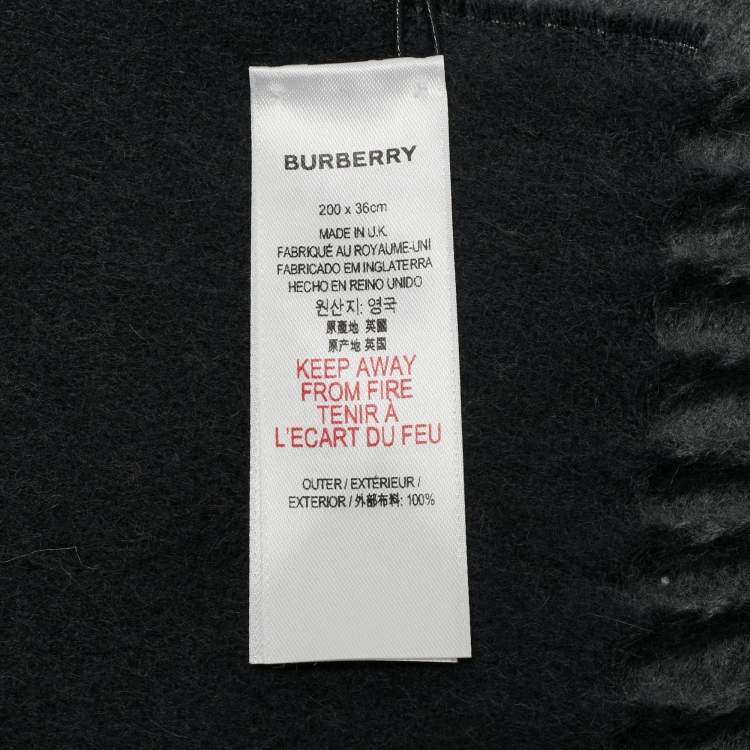 BURBERRY
200 x 36cm
MADE IN U.K.
FABRIQUÉ AU ROYAUME-UNI
FABRICADO EM INGLATERRA
HECHO EN REINO UNIDO
원산지: 영국
原產地 英國
原产地 英国
KEEP AWAY
FROM FIRE
TENIR À
L'ECART DU FEU
OUTER / EXTÉRIEUR /
EXTERIOR / 外部布料: 100%